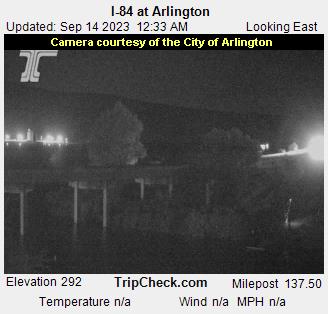 I-84 at Arlington
Updated: Sep 14 2023 12:33 AM Looking East
Camera courtesy of the City of Arlington
Elevation 292 TripCheck.com Milepost 137.50
Temperature n/a Wind n/a MPH n/a